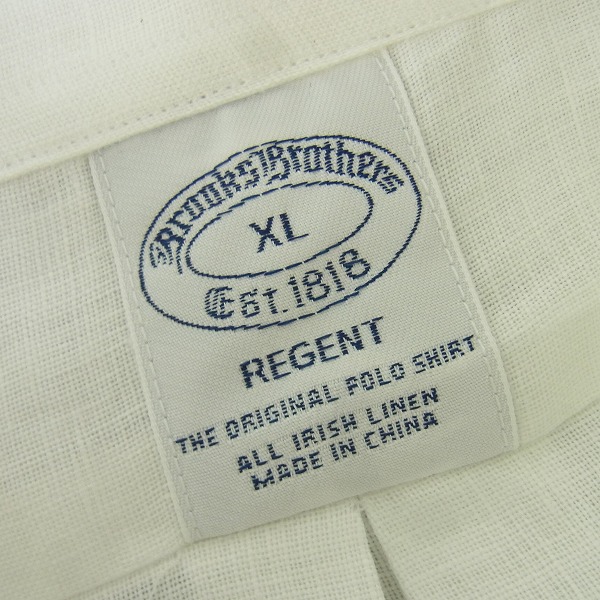 Brooks Brothers
XL
Est. 1818
REGENT
THE ORIGINAL POLO SHIRT
ALL IRISH LINEN
MADE IN CHINA